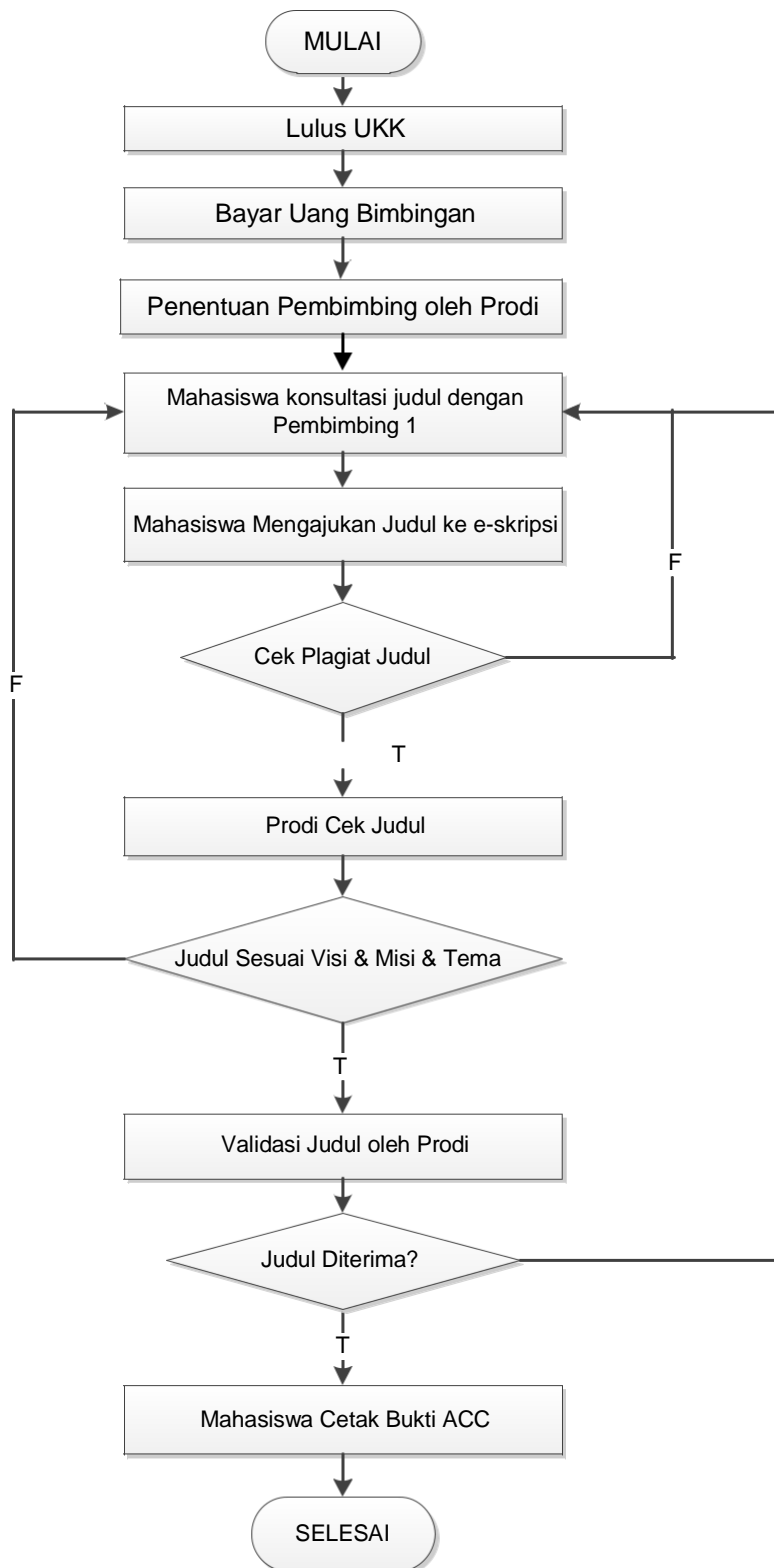 MULAI
Lulus UKK
Bayar Uang Bimbingan
Penentuan Pembimbing oleh Prodi
Mahasiswa konsultasi judul dengan
Pembimbing 1
Mahasiswa Mengajukan Judul ke e-skripsi
F
Cek Plagiat Judul
F
T
Prodi Cek Judul
Judul Sesuai Visi & Misi & Tema
T
Validasi Judul oleh Prodi
Judul Diterima?
T
Mahasiswa Cetak Bukti ACC
SELESAI